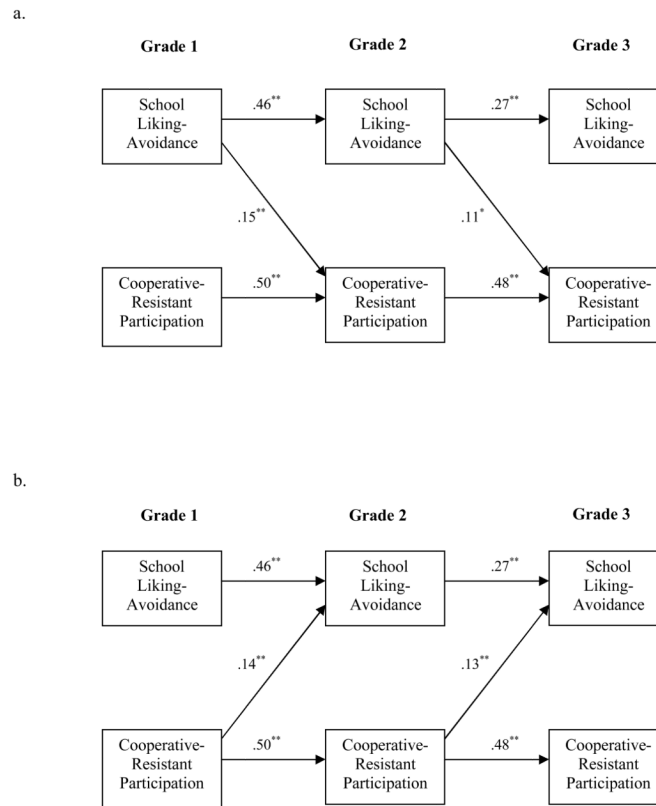 a.
Grade 1 Grade 2 Grade 3
School
Liking-
Avoidance
.46**
School
Liking-
Avoidance
.27**
School
Liking-
Avoidance
.15**
.11*
Cooperative-
Resistant
Participation
.50**
Cooperative-
Resistant
Participation
.48**
Cooperative-
Resistant
Participation
b.
Grade 1 Grade 2 Grade 3
School
Liking-
Avoidance
.46**
School
Liking-
Avoidance
.27**
School
Liking-
Avoidance
.14**
.13**
Cooperative-
Resistant
Participation
.50**
Cooperative-
Resistant
Participation
.48**
Cooperative-
Resistant
Participation